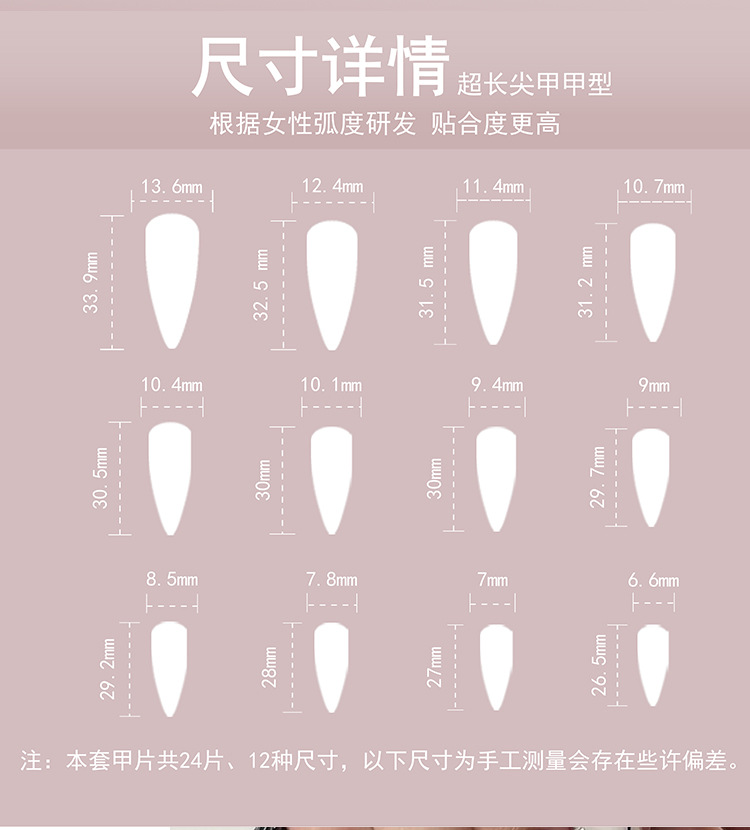 尺寸详情 超长尖甲甲型
根据女性弧度研发 贴合度更高
13.6mm 12.4mm 11.4mm 10.7mm
33.9mm 32.5 mm 31.5 mm 31.2 mm
10.4mm 10.1mm 9.4mm 9mm
30.5mm 30mm 30mm 29.7mm
8.5mm 7.8mm 7mm 6.6mm
29.2mm 28mm 27mm 26.5mm
注：本套甲片共24片、12种尺寸，以下尺寸为手工测量会存在些许偏差。